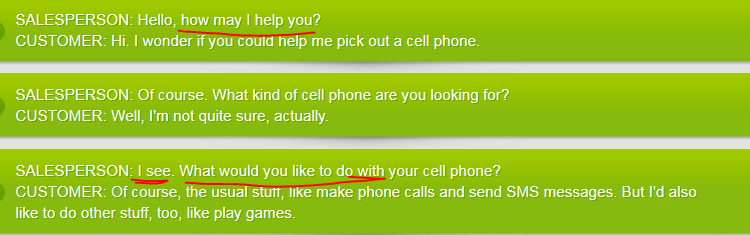 SALESPERSON: Hello, how may I help you?
CUSTOMER: Hi. I wonder if you could help me pick out a cell phone.
SALESPERSON: Of course. What kind of cell phone are you looking for?
CUSTOMER: Well, I'm not quite sure, actually.
SALESPERSON: I see. What would you like to do with your cell phone?
CUSTOMER: Of course, the usual stuff, like make phone calls and send SMS messages. But I'd also
like to do other stuff, too, like play games.